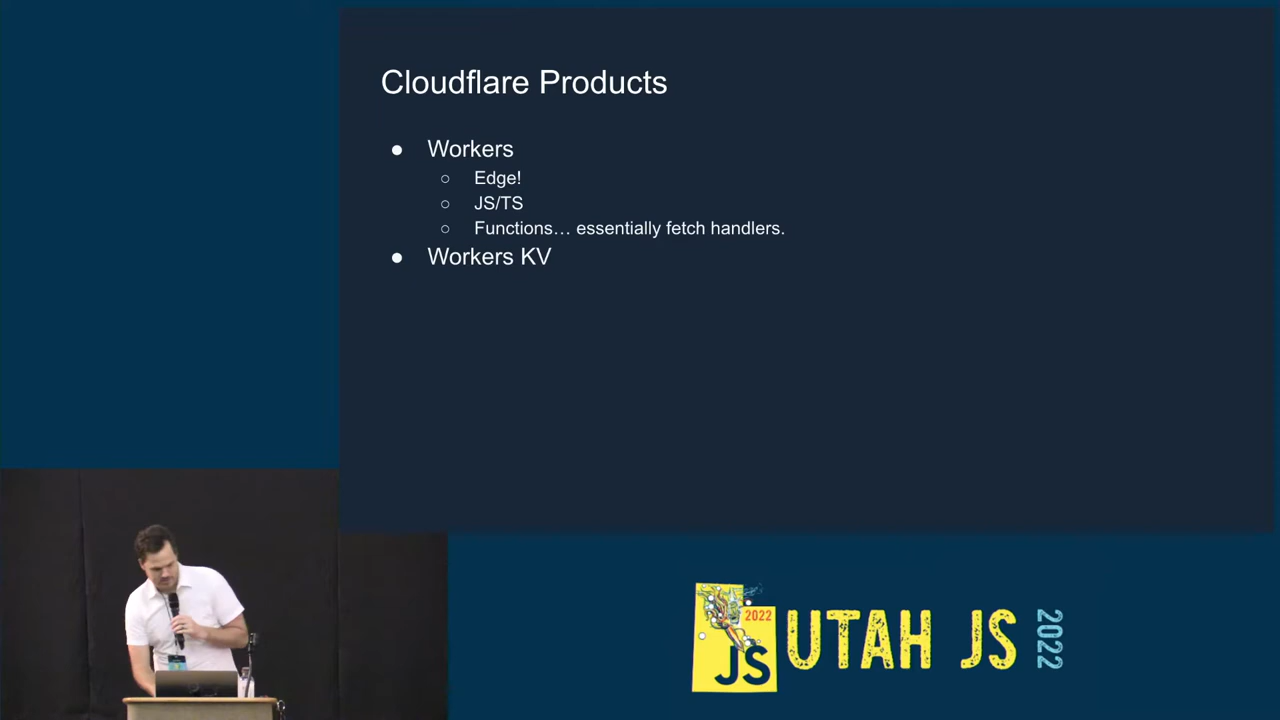 Cloudflare Products
● Workers
○ Edge!
○ JS/TS
○ Functions… essentially fetch handlers.
● Workers KV
2022
JS
UTAH JS
2022